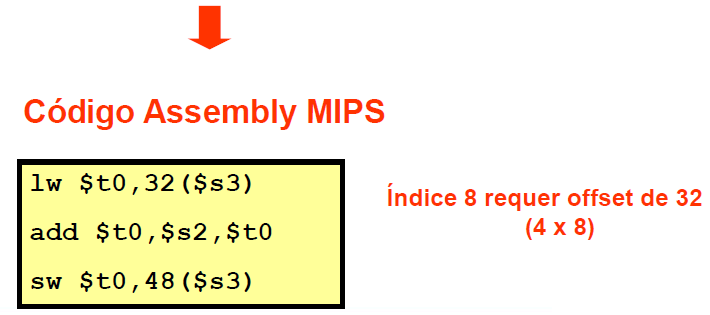 Código Assembly MIPS
lw $t0,32($s3)
add $t0,$s2,$t0
sw $t0,48($s3)
Índice 8 requer offset de 32
(4 x 8)